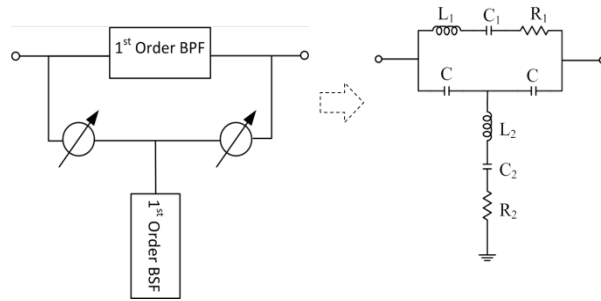 1st Order BPF
1st Order BSF
L1
C1
R1
C
C
L2
C2
R2